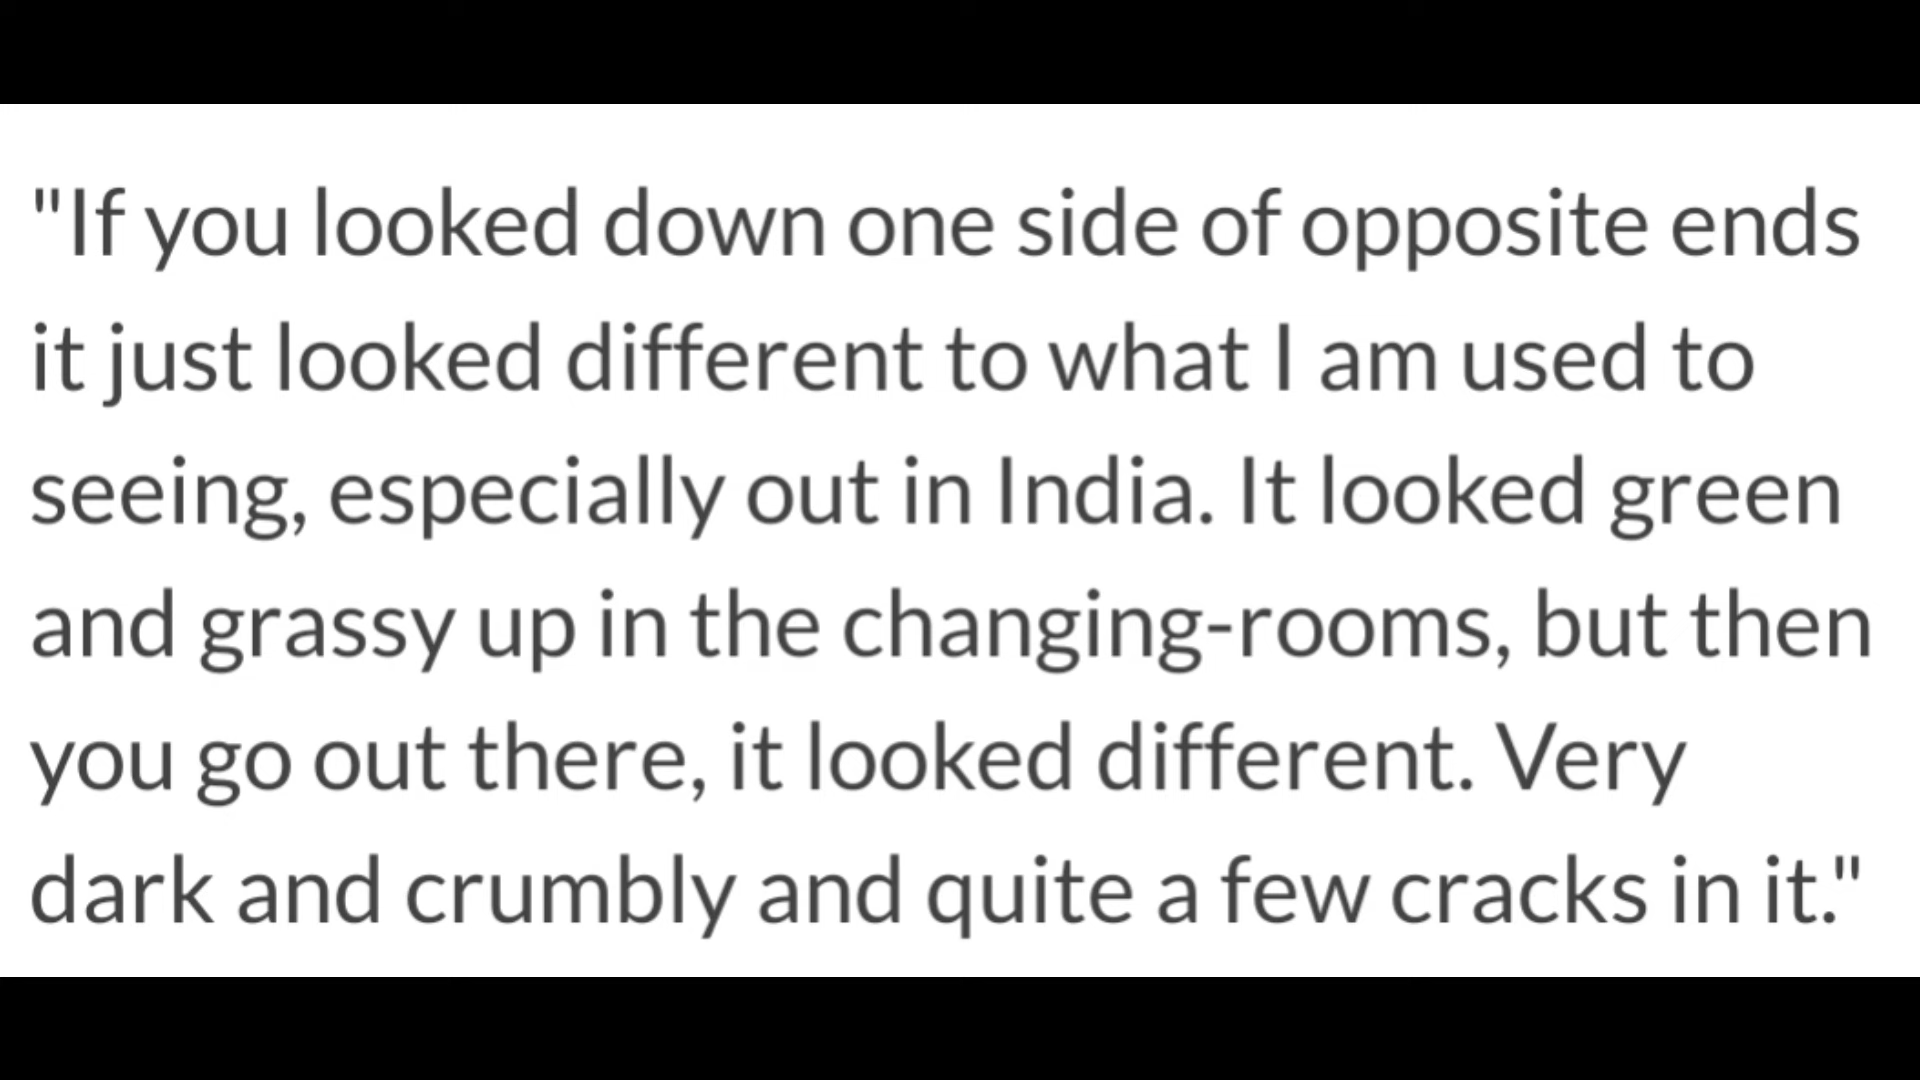 "If you looked down one side of opposite ends
it just looked different to what I am used to
seeing, especially out in India. It looked green
and grassy up in the changing-rooms, but then
you go out there, it looked different. Very
dark and crumbly and quite a few cracks in it."